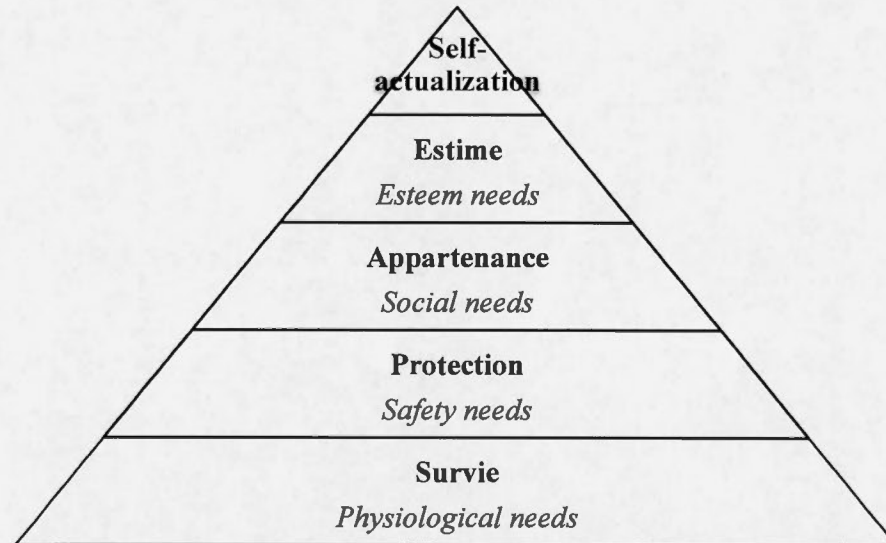 Self-
actualization
Estime
Esteem needs
Appartenance
Social needs
Protection
Safety needs
Survie
Physiological needs